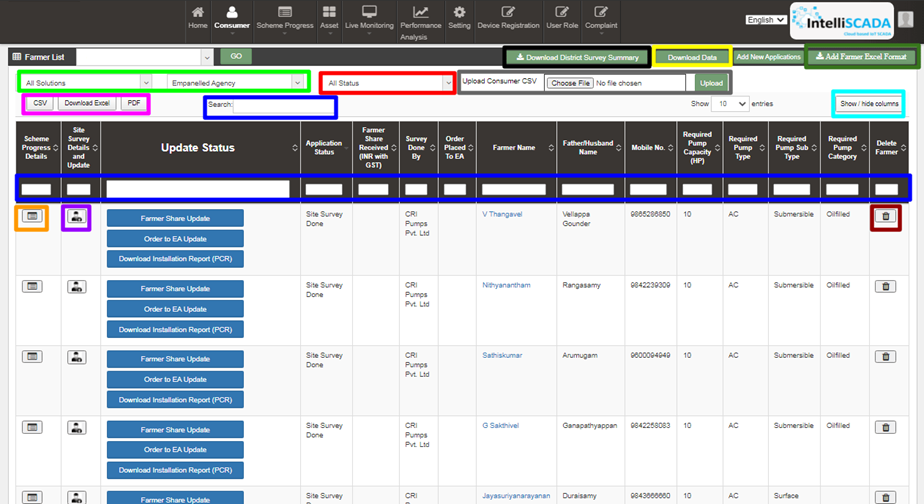 Home
Consumer
Scheme Progress
Asset
Live Monitoring
Performance
Analysis
Setting
Device Registration
User Role
Complaint
English
IntelliSCADA
Cloud based IoT SCADA
Farmer List
GO
Download District Survey Summary
Download Data
Add New Applications
Add Farmer Excel Format
All Solutions
Empanelled Agency
All Status
Upload Consumer CSV
Choose File No file chosen
Upload
CSV
Download Excel
PDF
Search:
Show 10 entries
Show / hide columns
Scheme Progress Details
Site Survey Details and Update
Update Status
Application Status
Farmer Share Received (INR with GST)
Survey Done By
Order Placed To EA
Farmer Name
Father/Husband Name
Mobile No.
Required Pump Capacity (HP)
Required Pump Type
Required Pump Sub Type
Required Pump Category
Delete Farmer
Farmer Share Update
Order to EA Update
Download Installation Report (PCR)
Site Survey Done
CRI Pumps Pvt. Ltd
V Thangavel
Vellappa Gounder
9865286850
10
AC
Submersible
Oilfilled
Farmer Share Update
Order to EA Update
Download Installation Report (PCR)
Site Survey Done
CRI Pumps Pvt. Ltd
Nithyanantham
Rangasamy
9842239309
10
AC
Submersible
Oilfilled
Farmer Share Update
Order to EA Update
Download Installation Report (PCR)
Site Survey Done
CRI Pumps Pvt. Ltd
Sathiskumar
Arumugam
9600094949
10
AC
Submersible
Oilfilled
Farmer Share Update
Order to EA Update
Download Installation Report (PCR)
Site Survey Done
CRI Pumps Pvt. Ltd
G Sakthivel
Ganapathyappan
9842258083
10
AC
Submersible
Oilfilled
Farmer Share Update
Site Survey
CRI
Jayasuriyanarayanan
Duraisamy
9843666660
10
AC
Surface